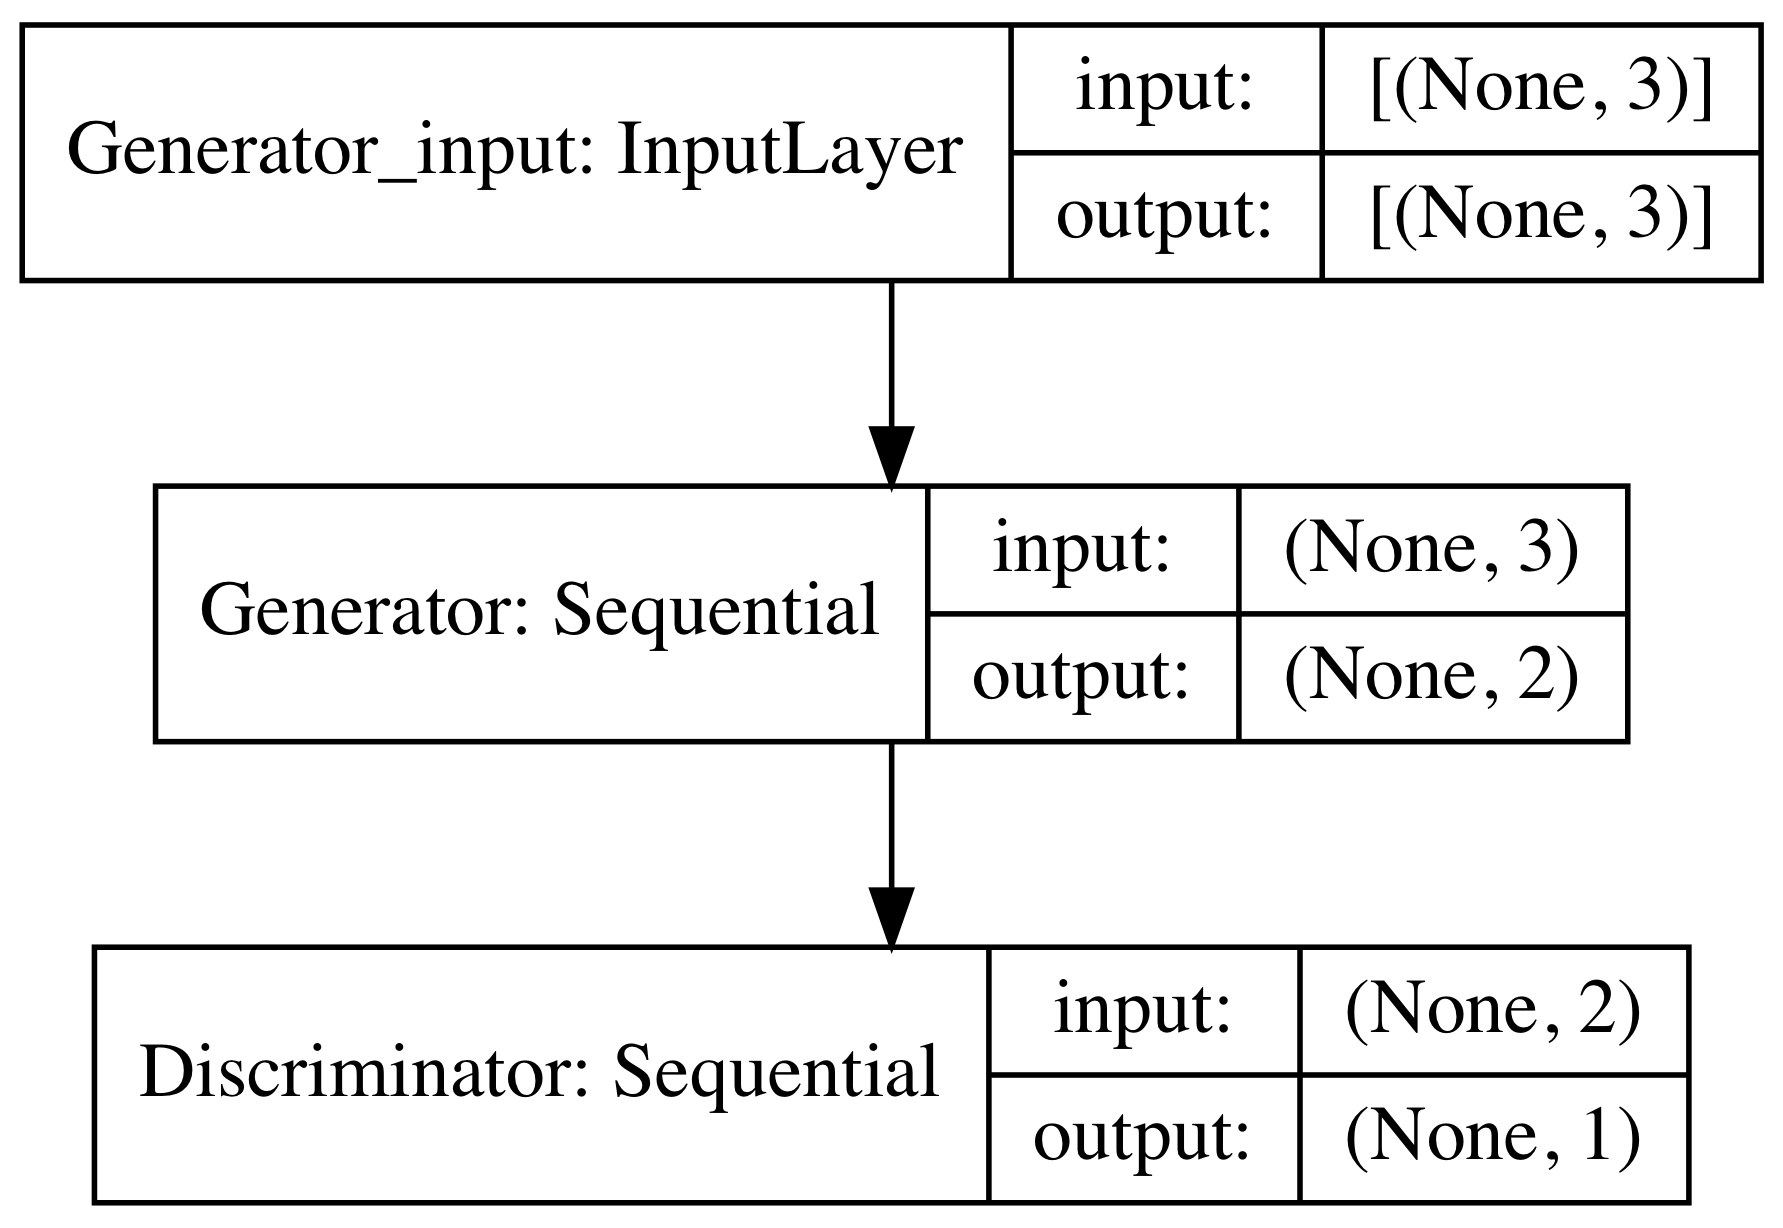 Generator_input: InputLayer
input:
[(None, 3)]
output:
[(None, 3)]
Generator: Sequential
input:
(None, 3)
output:
(None, 2)
Discriminator: Sequential
input:
(None, 2)
output:
(None, 1)